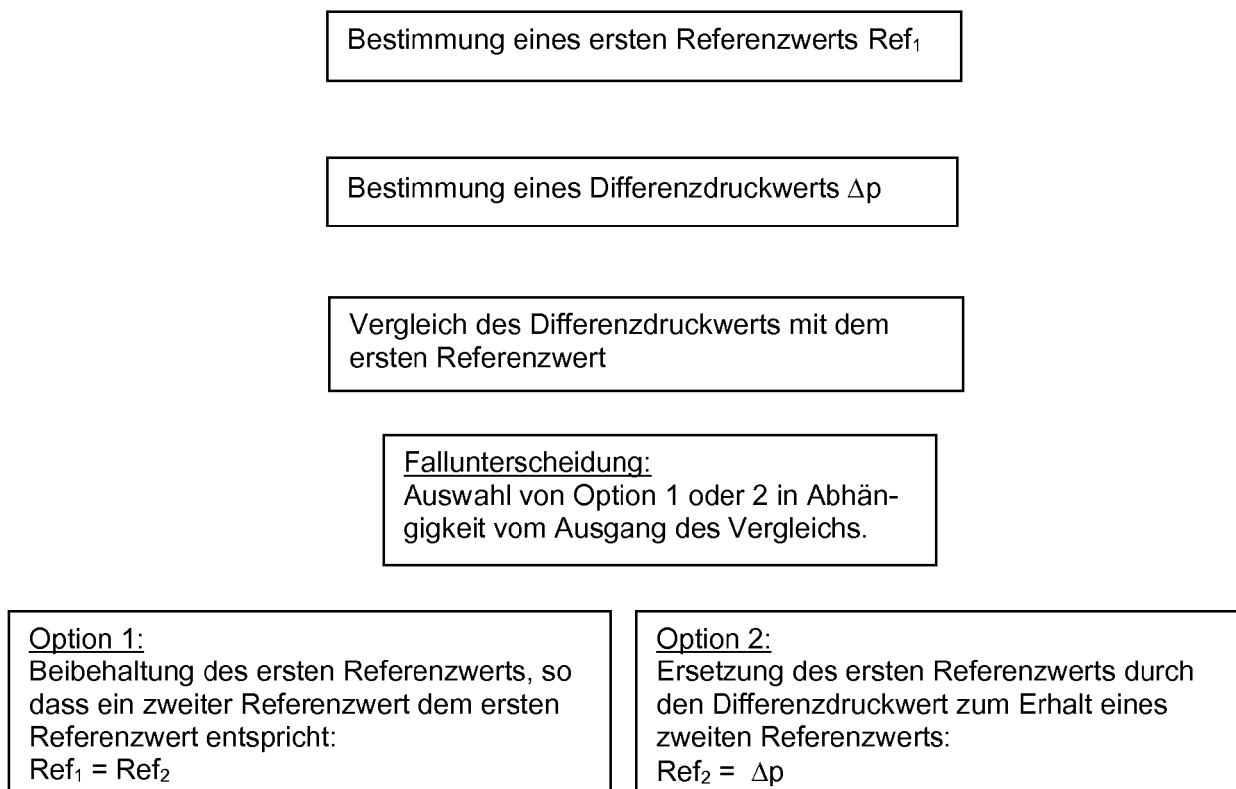 Bestimmung eines ersten Referenzwerts Ref₁
Bestimmung eines Differenzdruckwerts Δp
Vergleich des Differenzdruckwerts mit dem
ersten Referenzwert
Fallunterscheidung:
Auswahl von Option 1 oder 2 in Abhän-
gigkeit vom Ausgang des Vergleichs.
Option 1:
Beibehaltung des ersten Referenzwerts, so
dass ein zweiter Referenzwert dem ersten
Referenzwert entspricht:
Ref₁ = Ref₂
Option 2:
Ersetzung des ersten Referenzwerts durch
den Differenzdruckwert zum Erhalt eines
zweiten Referenzwerts:
Ref₂ = Δp